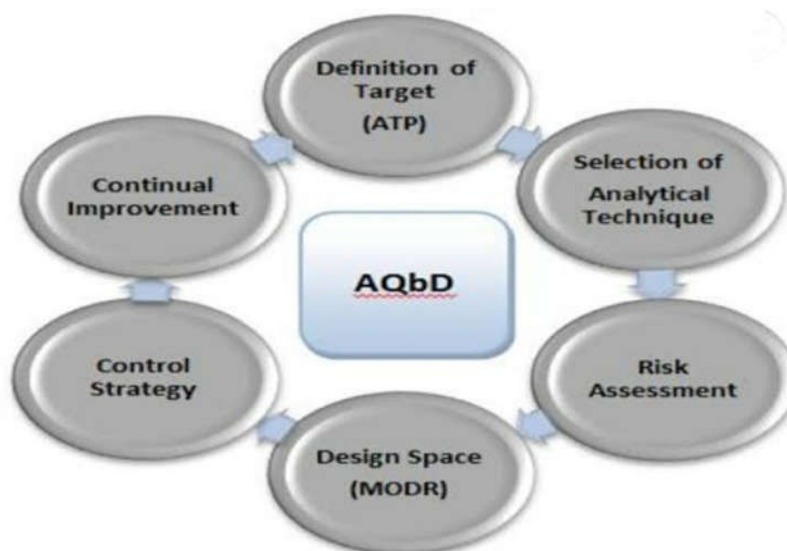 Definition of
Target
(ATP)
Selection of
Analytical
Technique
Risk
Assessment
Design Space
(MODR)
Control
Strategy
Continual
Improvement
AQbD